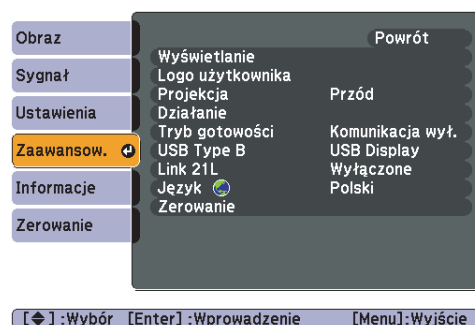 Obraz
Sygnał
Ustawienia
Zaawansow.
Informacje
Zerowanie
Powrót
Wyświetlanie
Logo użytkownika
Projekcja Przód
Działanie
Tryb gotowości Komunikacja wył.
USB Type B USB Display
Link 21L Wyłączone
Język Polski
Zerowanie
[◆] :Wybór [Enter] :Wprowadzenie [Menu]:Wyjście